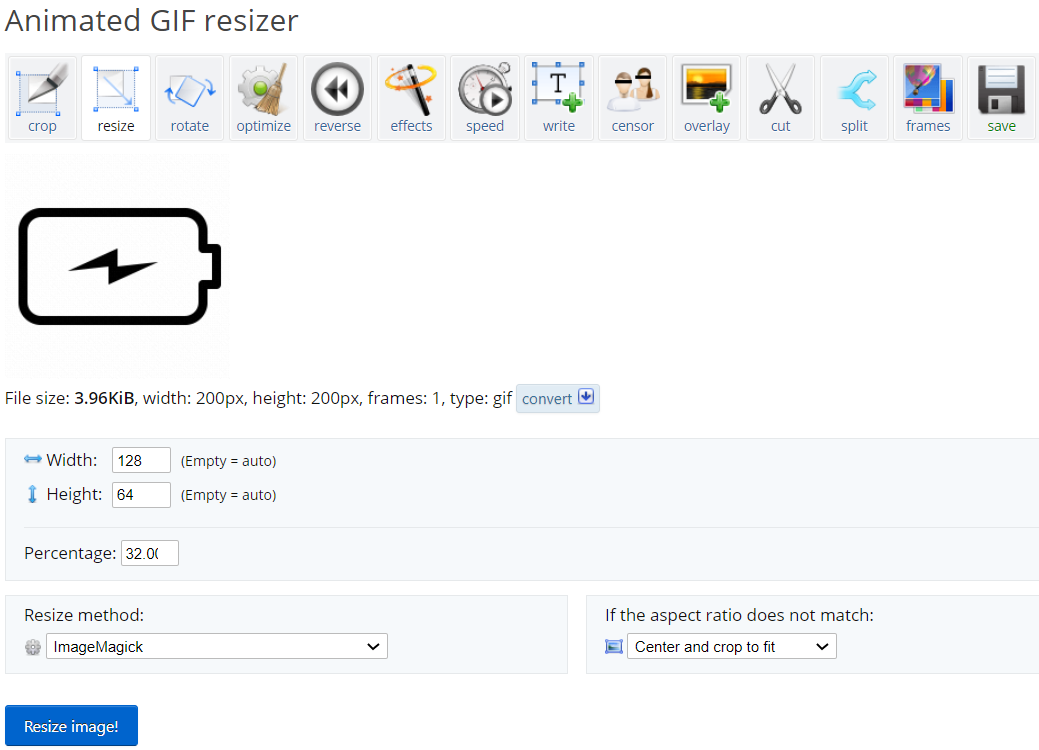 Animated GIF resizer
crop resize rotate optimize reverse effects speed write censor overlay cut split frames save
File size: 3.96KiB, width: 200px, height: 200px, frames: 1, type: gif convert
Width: 128 (Empty = auto)
Height: 64 (Empty = auto)
Percentage: 32.00
Resize method:
ImageMagick
If the aspect ratio does not match:
Center and crop to fit
Resize image!